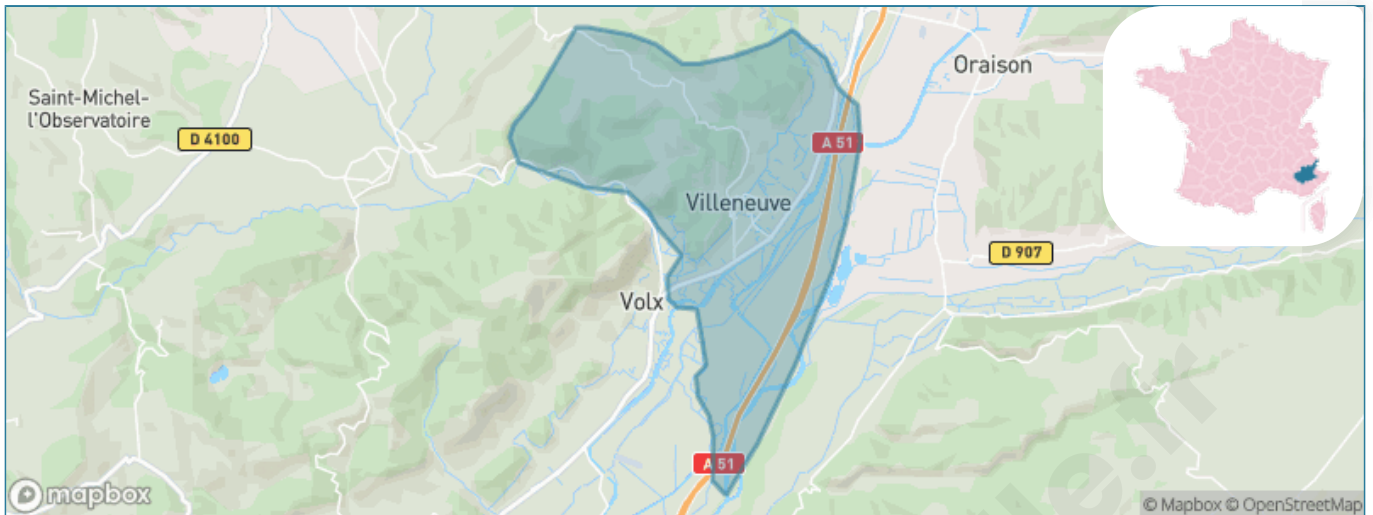 Oraison
Saint-Michel-
l'Observatoire
D 4100
A 51
Villeneuve
D 907
Volx
A 51
mapbox
© Mapbox © OpenStreetMap